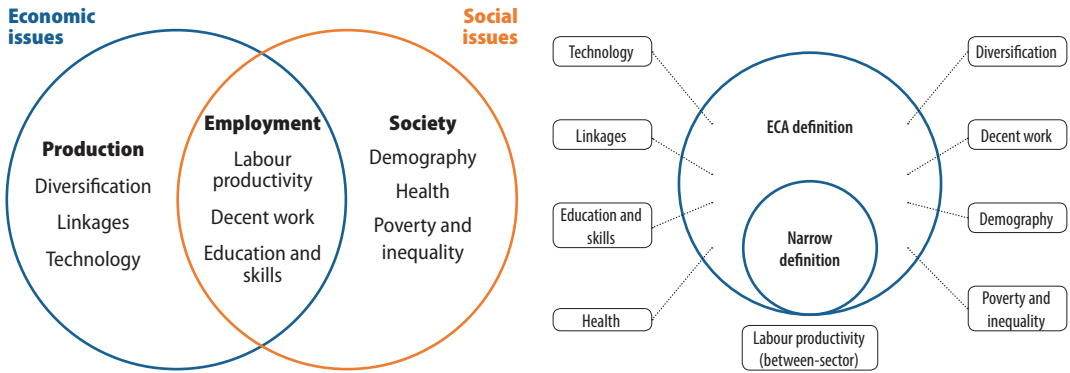 Economic
issues
Social
issues
Production
Diversification
Linkages
Technology
Employment
Labour
productivity
Decent work
Education and
skills
Society
Demography
Health
Poverty and
inequality
Technology
Linkages
Education and
skills
Health
ECA definition
Narrow
definition
Labour productivity
(between-sector)
Diversification
Decent work
Demography
Poverty and
inequality